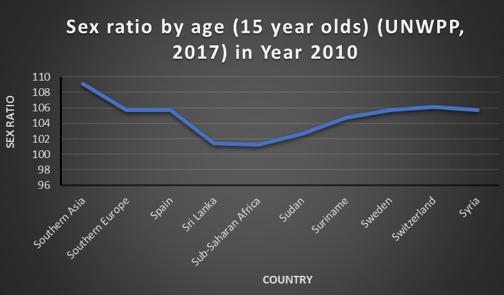 Sex ratio by age (15 year olds) (UNWPP,
2017) in Year 2010
SEX RATIO
110
108
106
104
102
100
98
96
Southern Asia
Southern Europe
Spain
Sri Lanka
Sub-Saharan Africa
Sudan
Suriname
Sweden
Switzerland
Syria
COUNTRY